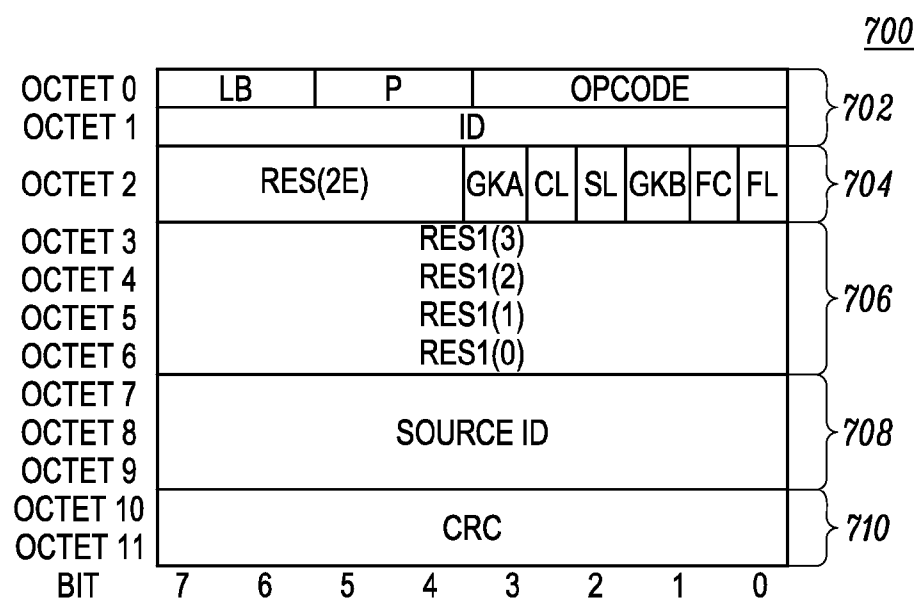 700
OCTET 0 LB P OPCODE 702
OCTET 1 ID
OCTET 2 RES(2E) GKA CL SL GKB FC FL 704
OCTET 3 RES1(3)
OCTET 4 RES1(2)
706
OCTET 5 RES1(1)
OCTET 6 RES1(0)
OCTET 7
OCTET 8 SOURCE ID 708
OCTET 9
OCTET 10
CRC 710
OCTET 11
BIT 7 6 5 4 3 2 1 0